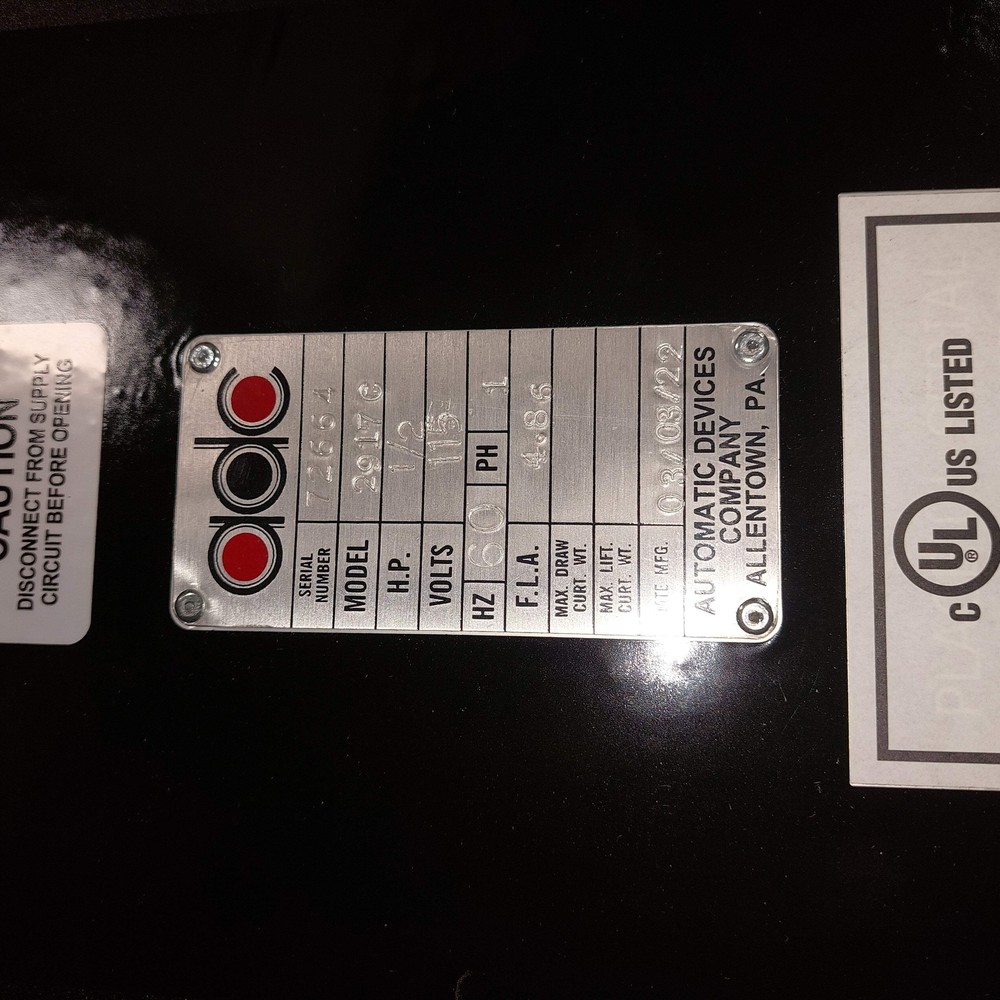 CAUTION
DISCONNECT FROM SUPPLY
CIRCUIT BEFORE OPENING
adc
SERIAL NUMBER 72664
MODEL
H.P. 1/2
VOLTS 115
HZ 60 PH 1
F.L.A. 4.86
MAX. DRAW CURT. WT.
MAX. LIFT. CURT. WT.
DTE MFG. 03/03/22
AUTOMATIC DEVICES
COMPANY
ALLENTOWN, PA.
C UL US LISTED
®